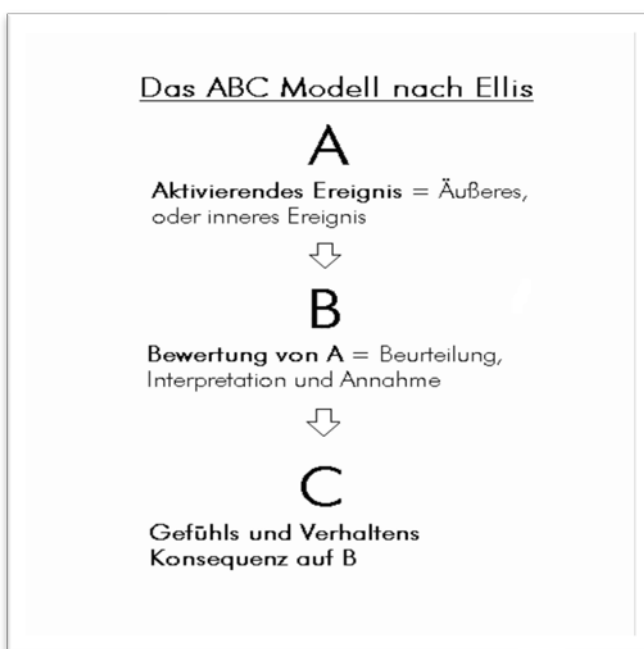 Das ABC Modell nach Ellis
A
Aktivierendes Ereignis = Äußeres,
oder inneres Ereignis
B
Bewertung von A = Beurteilung,
Interpretation und Annahme
C
Gefühls und Verhaltens
Konsequenz auf B